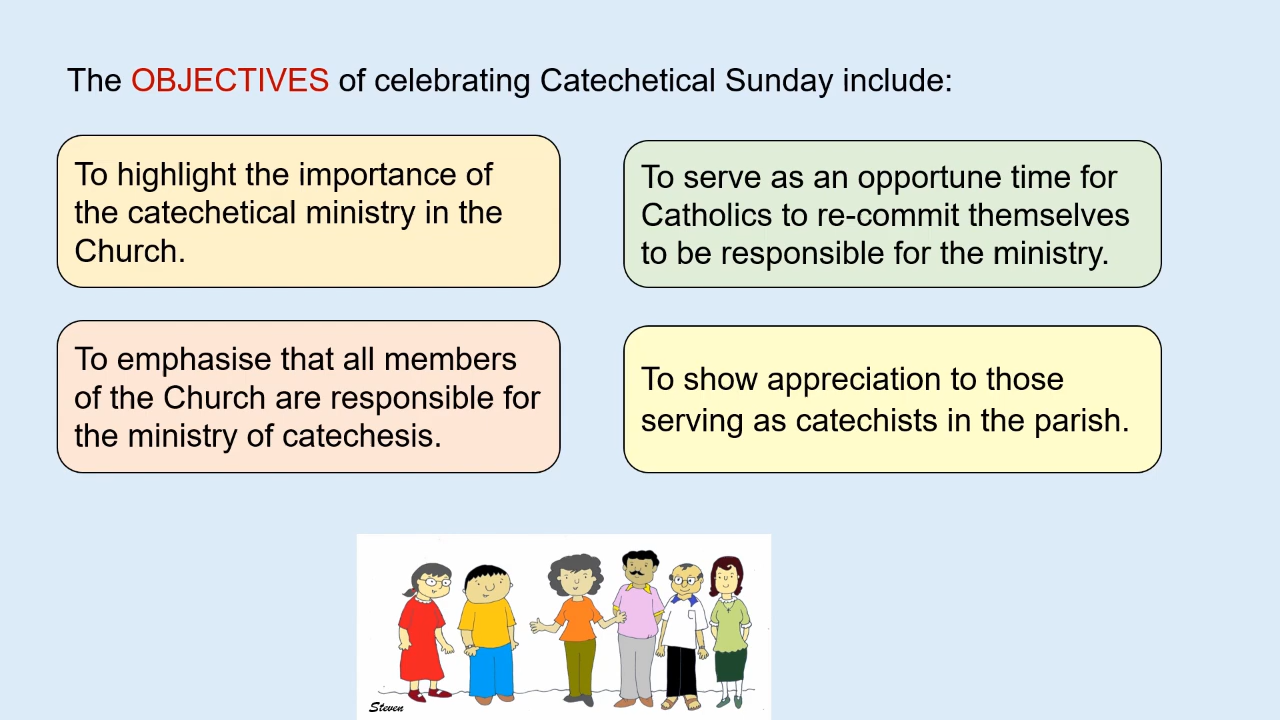 The OBJECTIVES of celebrating Catechetical Sunday include:
To highlight the importance of
the catechetical ministry in the
Church.
To serve as an opportune time for
Catholics to re-commit themselves
to be responsible for the ministry.
To emphasise that all members
of the Church are responsible for
the ministry of catechesis.
To show appreciation to those
serving as catechists in the parish.
Steven